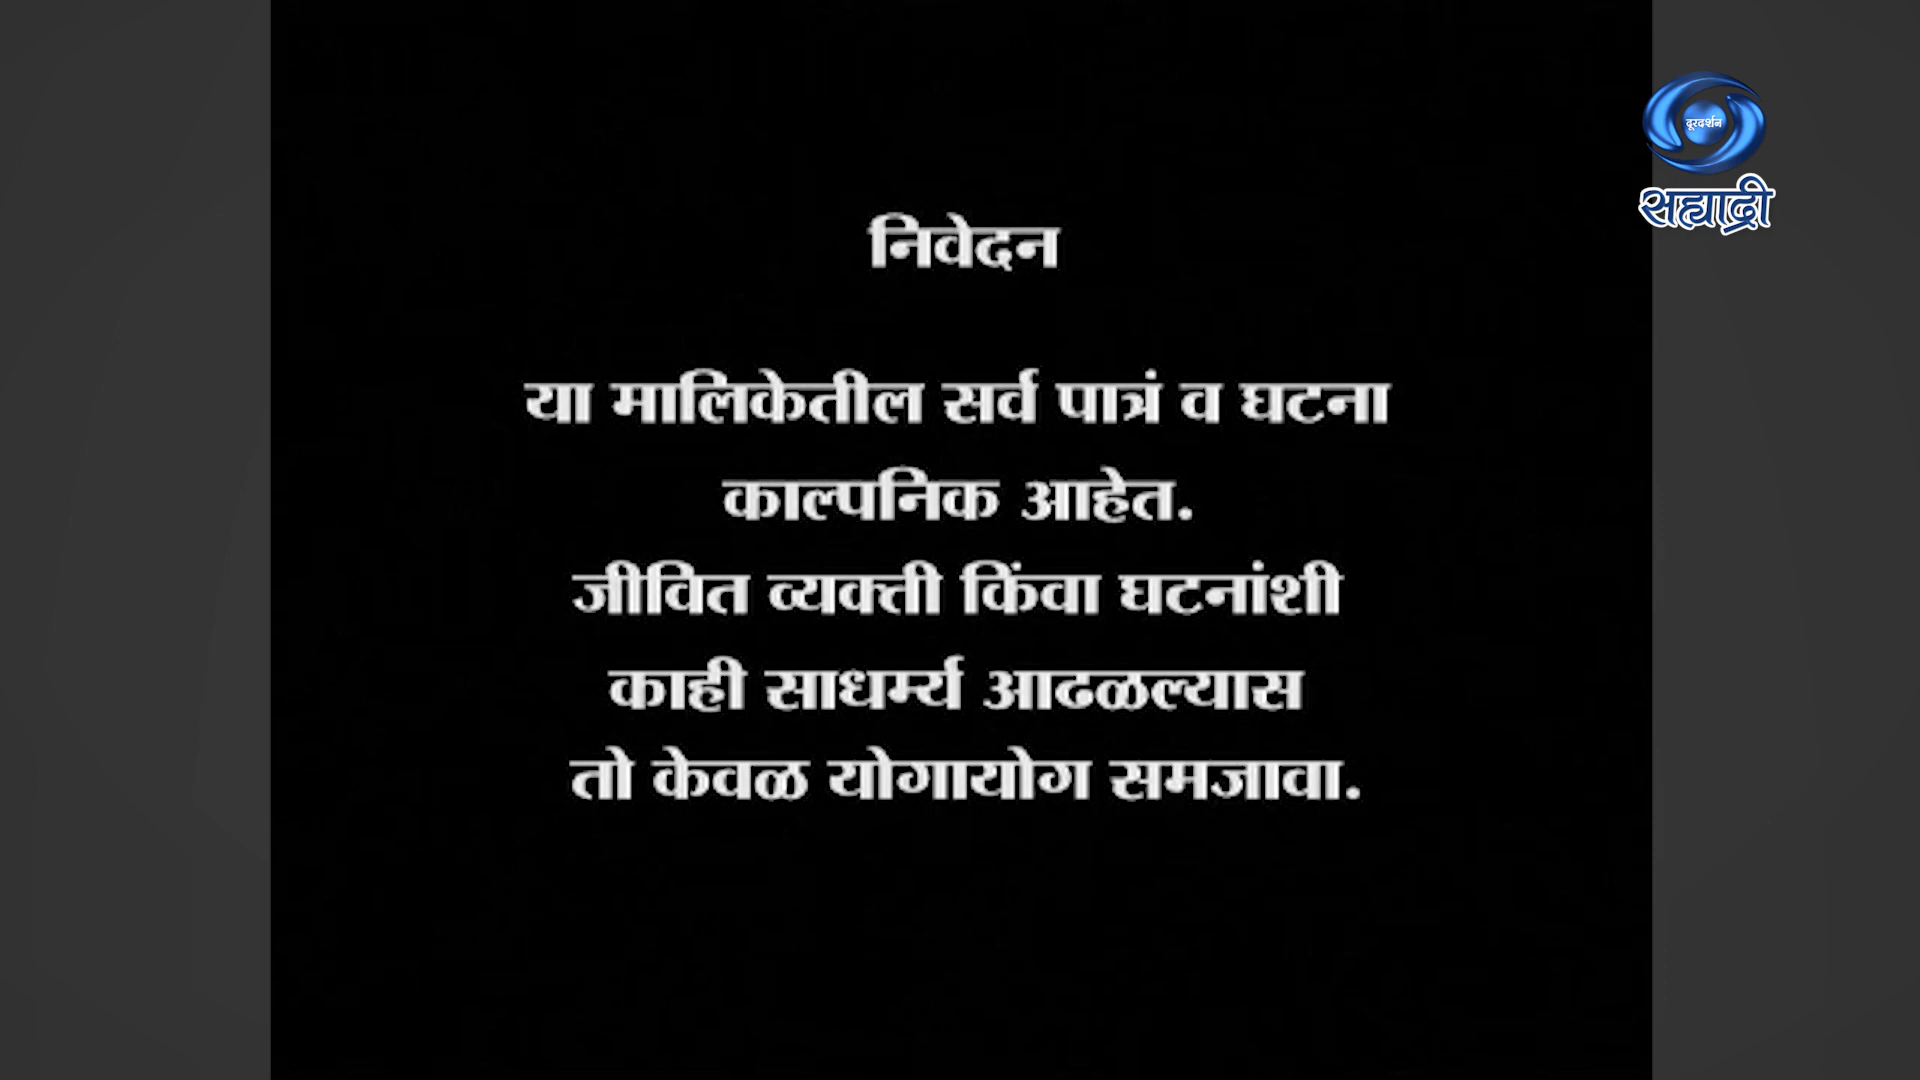 दूरदर्शन
सह्याद्री
निवेदन
या मालिकेतील सर्व पात्रं व घटना
काल्पनिक आहेत.
जीवित व्यक्ती किंवा घटनांशी
काही साधर्म्य आढळल्यास
तो केवळ योगायोग समजावा.